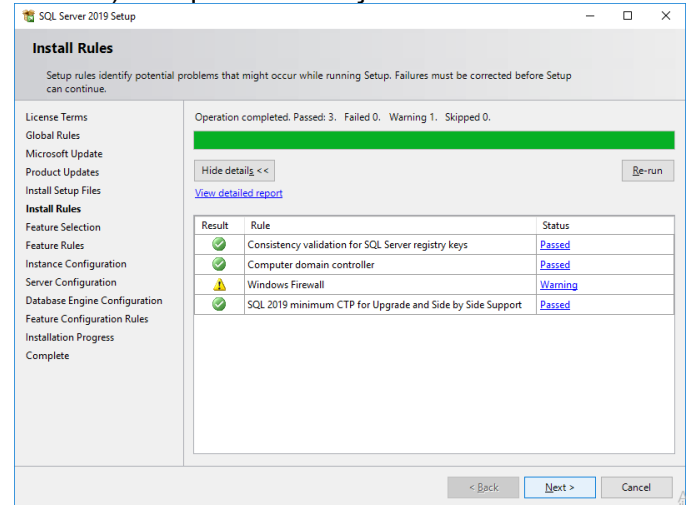 SQL Server 2019 Setup
Install Rules
Setup rules identify potential problems that might occur while running Setup. Failures must be corrected before Setup
can continue.
License Terms
Global Rules
Microsoft Update
Product Updates
Install Setup Files
Install Rules
Feature Selection
Feature Rules
Instance Configuration
Server Configuration
Database Engine Configuration
Feature Configuration Rules
Installation Progress
Complete
Operation completed. Passed: 3. Failed 0. Warning 1. Skipped 0.
Hide details << Re-run
View detailed report
Result Rule Status
Consistency validation for SQL Server registry keys Passed
Computer domain controller Passed
Windows Firewall Warning
SQL 2019 minimum CTP for Upgrade and Side by Side Support Passed
< Back Next > Cancel